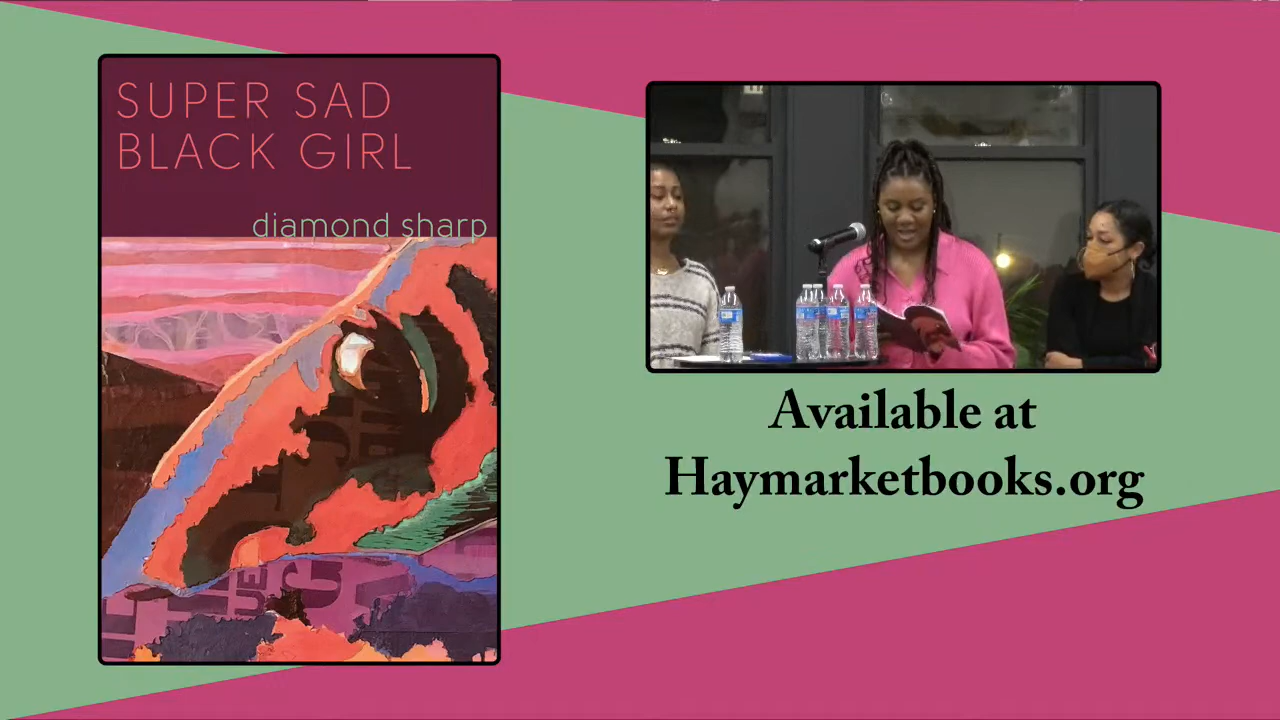 SUPER SAD
BLACK GIRL
diamond sharp
Available at
Haymarketbooks.org